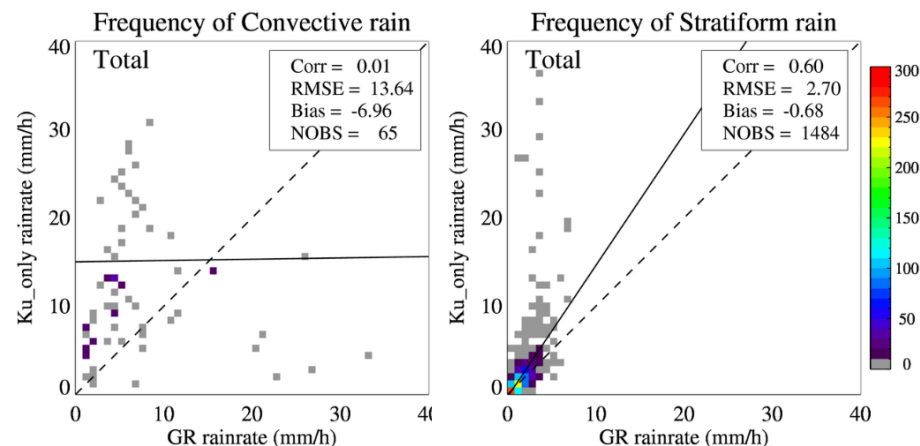 Frequency of Convective rain
Total
Corr = 0.01
RMSE = 13.64
Bias = -6.96
NOBS = 65
40
30
20
10
0
Ku_only rainrate (mm/h)
0 10 20 30 40
GR rainrate (mm/h)
Frequency of Stratiform rain
Total
Corr = 0.60
RMSE = 2.70
Bias = -0.68
NOBS = 1484
40
30
20
10
0
Ku_only rainrate (mm/h)
0 10 20 30 40
GR rainrate (mm/h)
300
250
200
150
100
50
0